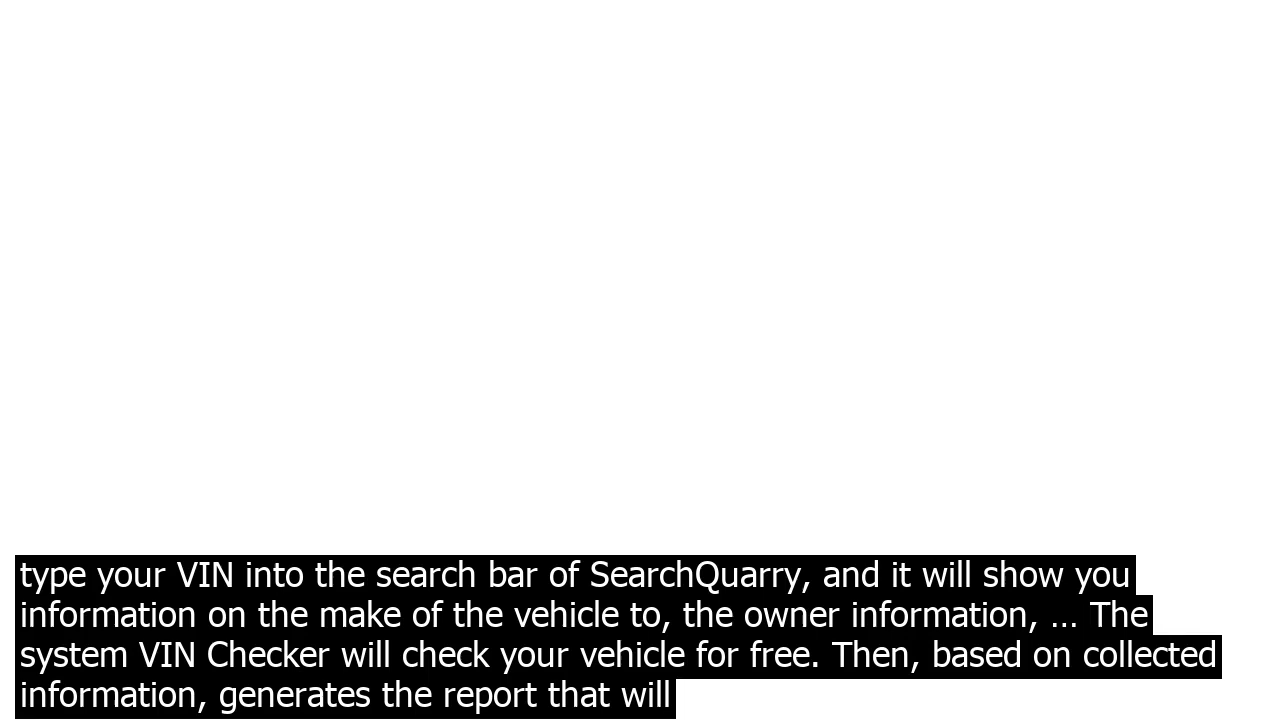 type your VIN into the search bar of SearchQuarry, and it will show you
information on the make of the vehicle to, the owner information, ... The
system VIN Checker will check your vehicle for free. Then, based on collected
information, generates the report that will